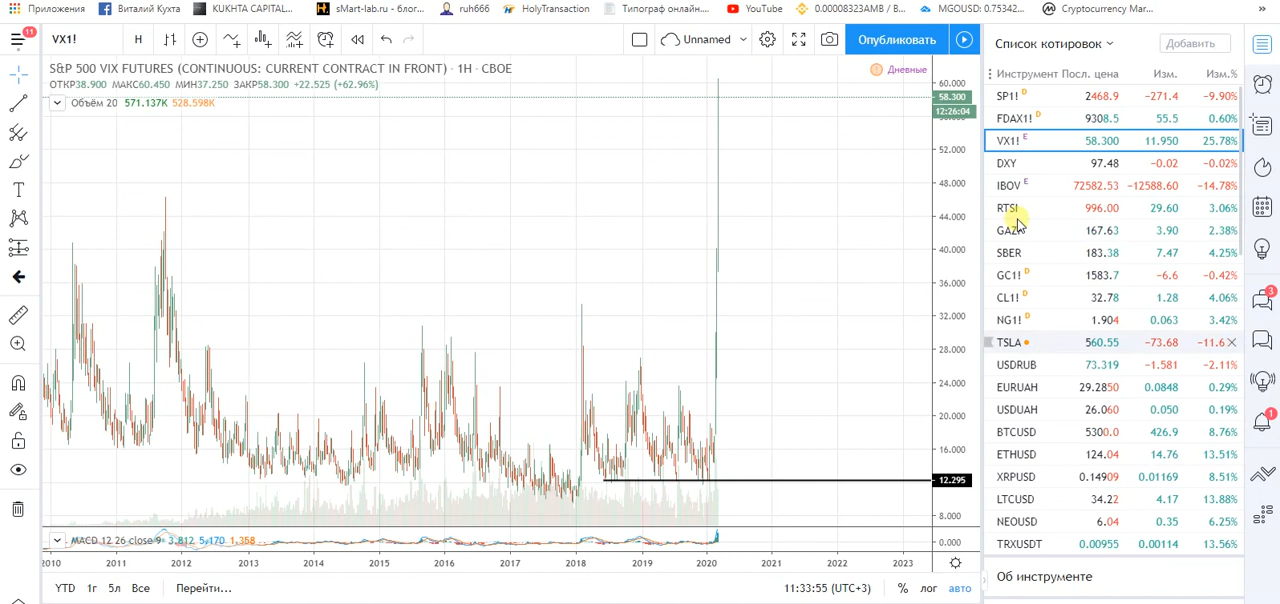 Приложения Виталий Кухта KUKHTA CAPITAL... sMart-lab.ru - блог... ruh666 HolyTransaction Типограф онлайн.... YouTube 0.00008323AMB / B... MGOUSD: 0.75342... Cryptocurrency Mar... »
11
VX1! Н Unnamed Опубликовать Список котировок Добавить
S&P 500 VIX FUTURES (CONTINUOUS: CURRENT CONTRACT IN FRONT) · 1Н · CBOE Дневные
ОТКР38.900 МАКС60.450 МИН37.250 ЗАКР58.300 +22.525 (+62.96%)
Объём 20 571.137K 528.598K
60.000
58.300
12:26:04
52.000
48.000
44.000
40.000
36.000
32.000
28.000
24.000
20.000
16.000
12.295
8.000
MACD 12 26 close 9 3.812 5.170 1.358 0.000
2010 2011 2012 2013 2014 2015 2016 2017 2018 2019 2020 2021 2022 2023
YTD 1г 5л Все Перейти... 11:33:55 (UTC+3) % лог авто
Инструмент Посл. цена Изм. Изм.%
SP1! D 2468.9 −271.4 −9.90%
FDAX1! D 9308.5 55.5 0.60%
VX1! E 58.300 11.950 25.78%
DXY 97.48 −0.02 −0.02%
IBOV E 72582.53 −12588.60 −14.78%
RTSI 996.00 29.60 3.06%
167.63 3.90 2.38%
SBER 183.38 7.47 4.25%
GC1! D 1583.7 −6.6 −0.42%
CL1! D 32.78 1.28 4.06%
NG1! D 1.904 0.063 3.42%
TSLA 560.55 −73.68 −11.6
USDRUB 73.319 −1.581 −2.11%
EURUAH 29.2850 0.0848 0.29%
USDUAH 26.060 0.050 0.19%
BTCUSD 5300.0 426.9 8.76%
ETHUSD 124.04 14.76 13.51%
XRPUSD 0.14909 0.01169 8.51%
LTCUSD 34.22 4.17 13.88%
NEOUSD 6.04 0.35 6.25%
TRXUSDT 0.00955 0.00114 13.56%
Об инструменте
3
1